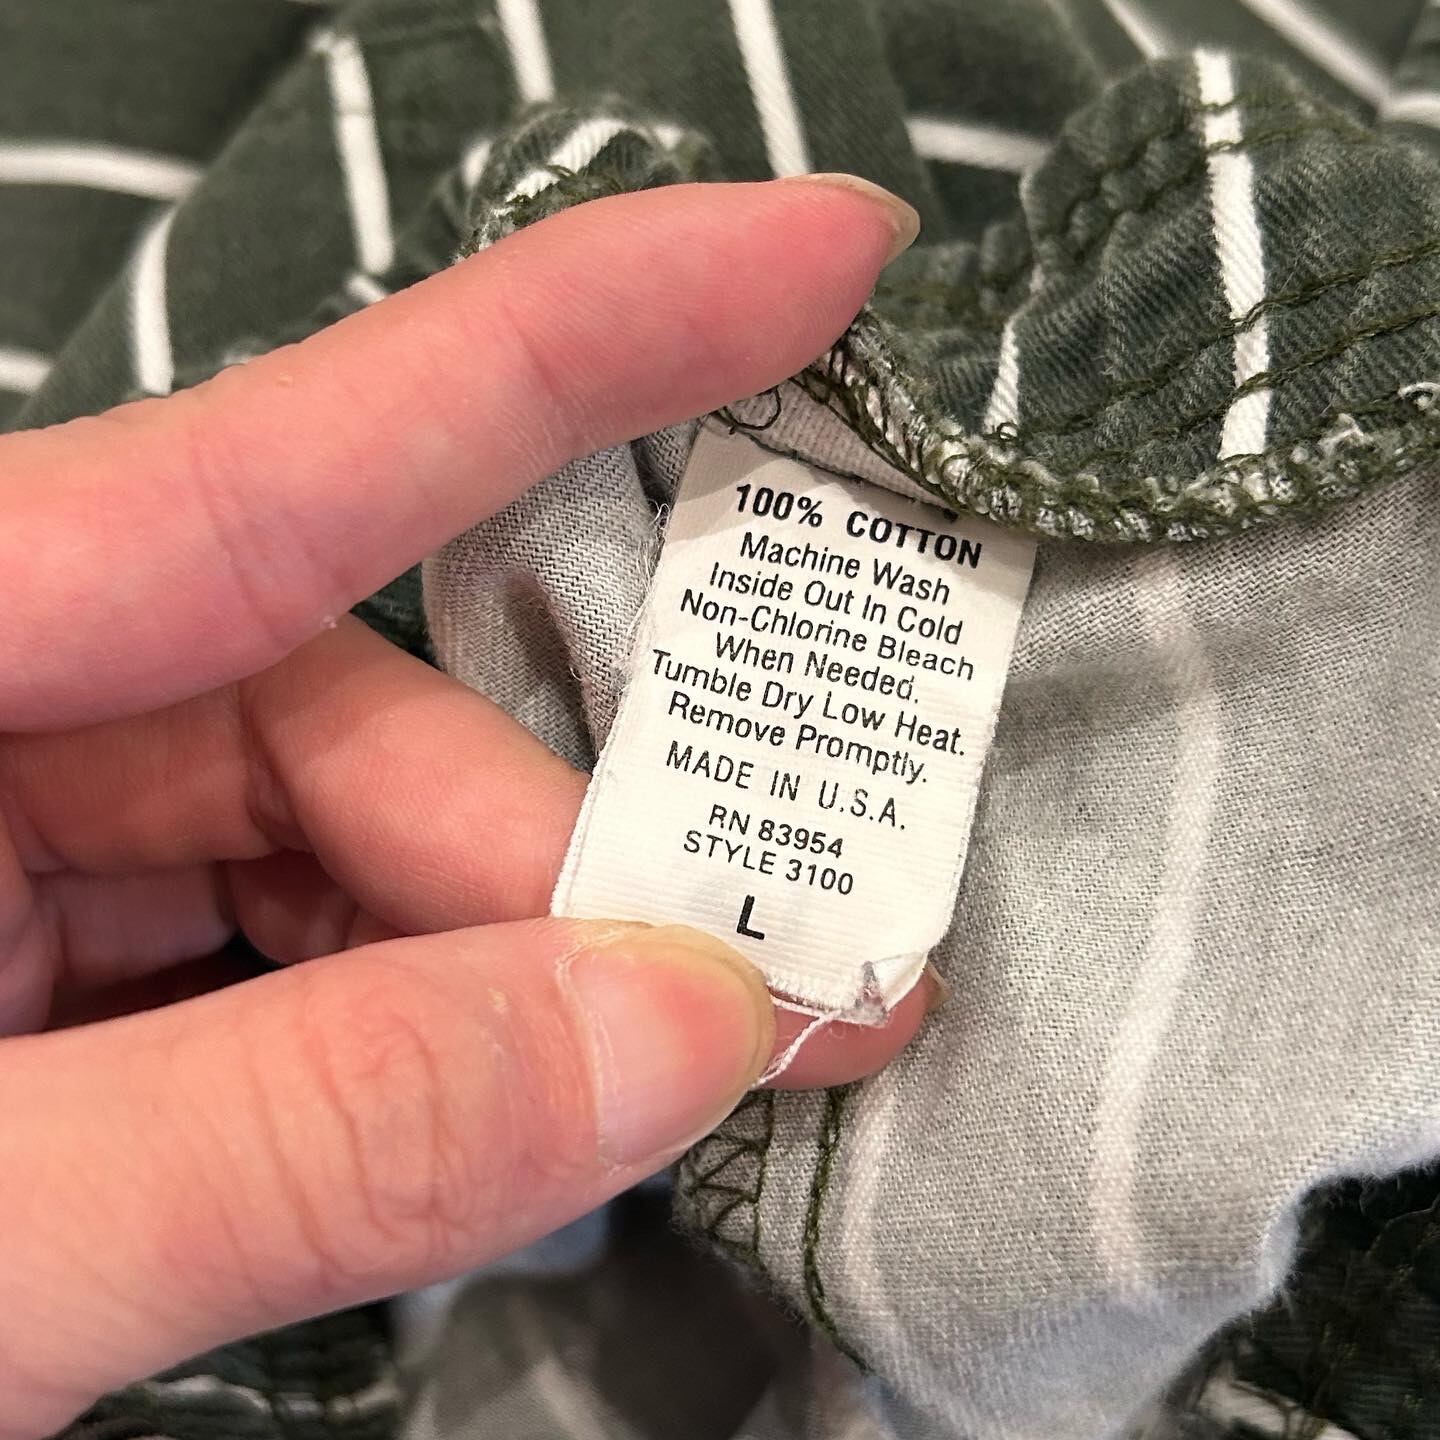 100% COTTON
Machine Wash
Inside Out In Cold
Non-Chlorine Bleach
When Needed.
Tumble Dry Low Heat.
Remove Promptly.
MADE IN U.S.A.
RN 83954
STYLE 3100
L